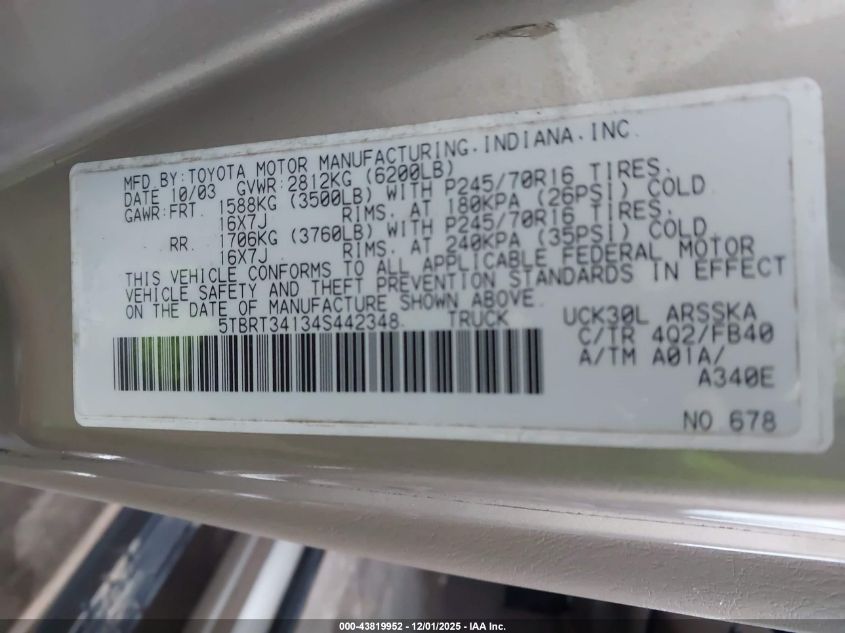 MFD BY: TOYOTA MOTOR MANUFACTURING.INDIANA.INC.
DATE 10/03 GVWR: 2812KG (6200LB)
GAWR: FRT. 1588KG (3500LB) WITH P245/70R16 TIRES.
16X7J RIMS. AT 180KPA (26PSI) COLD
RR. 1706KG (3760LB) WITH P245/70R16 TIRES.
16X7J RIMS. AT 240KPA (35PSI) COLD.
THIS VEHICLE CONFORMS TO ALL APPLICABLE FEDERAL MOTOR
VEHICLE SAFETY AND THEFT PREVENTION STANDARDS IN EFFECT
ON THE DATE OF MANUFACTURE SHOWN ABOVE.
5TBRT34134S442348 TRUCK UCK30L ARSSKA
C/TR 4Q2/FB40
A/TM A01A/
A340E
NO 678
000-43819952 - 12/01/2025 - IAA Inc.